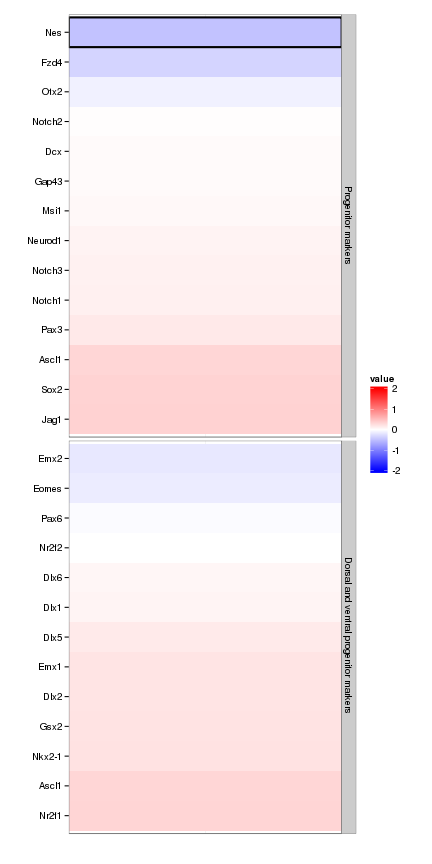 Nes
Fzd4
Otx2
Notch2
Dcx
Gap43
Msi1
Neurod1
Notch3
Notch1
Pax3
Ascl1
Sox2
Jag1
Progenitor markers
Emx2
Eomes
Pax6
Nr2f2
Dlx6
Dlx1
Dlx5
Emx1
Dlx2
Gsx2
Nkx2-1
Ascl1
Nr2f1
Dorsal and ventral progenitor markers
value
2
1
0
-1
-2